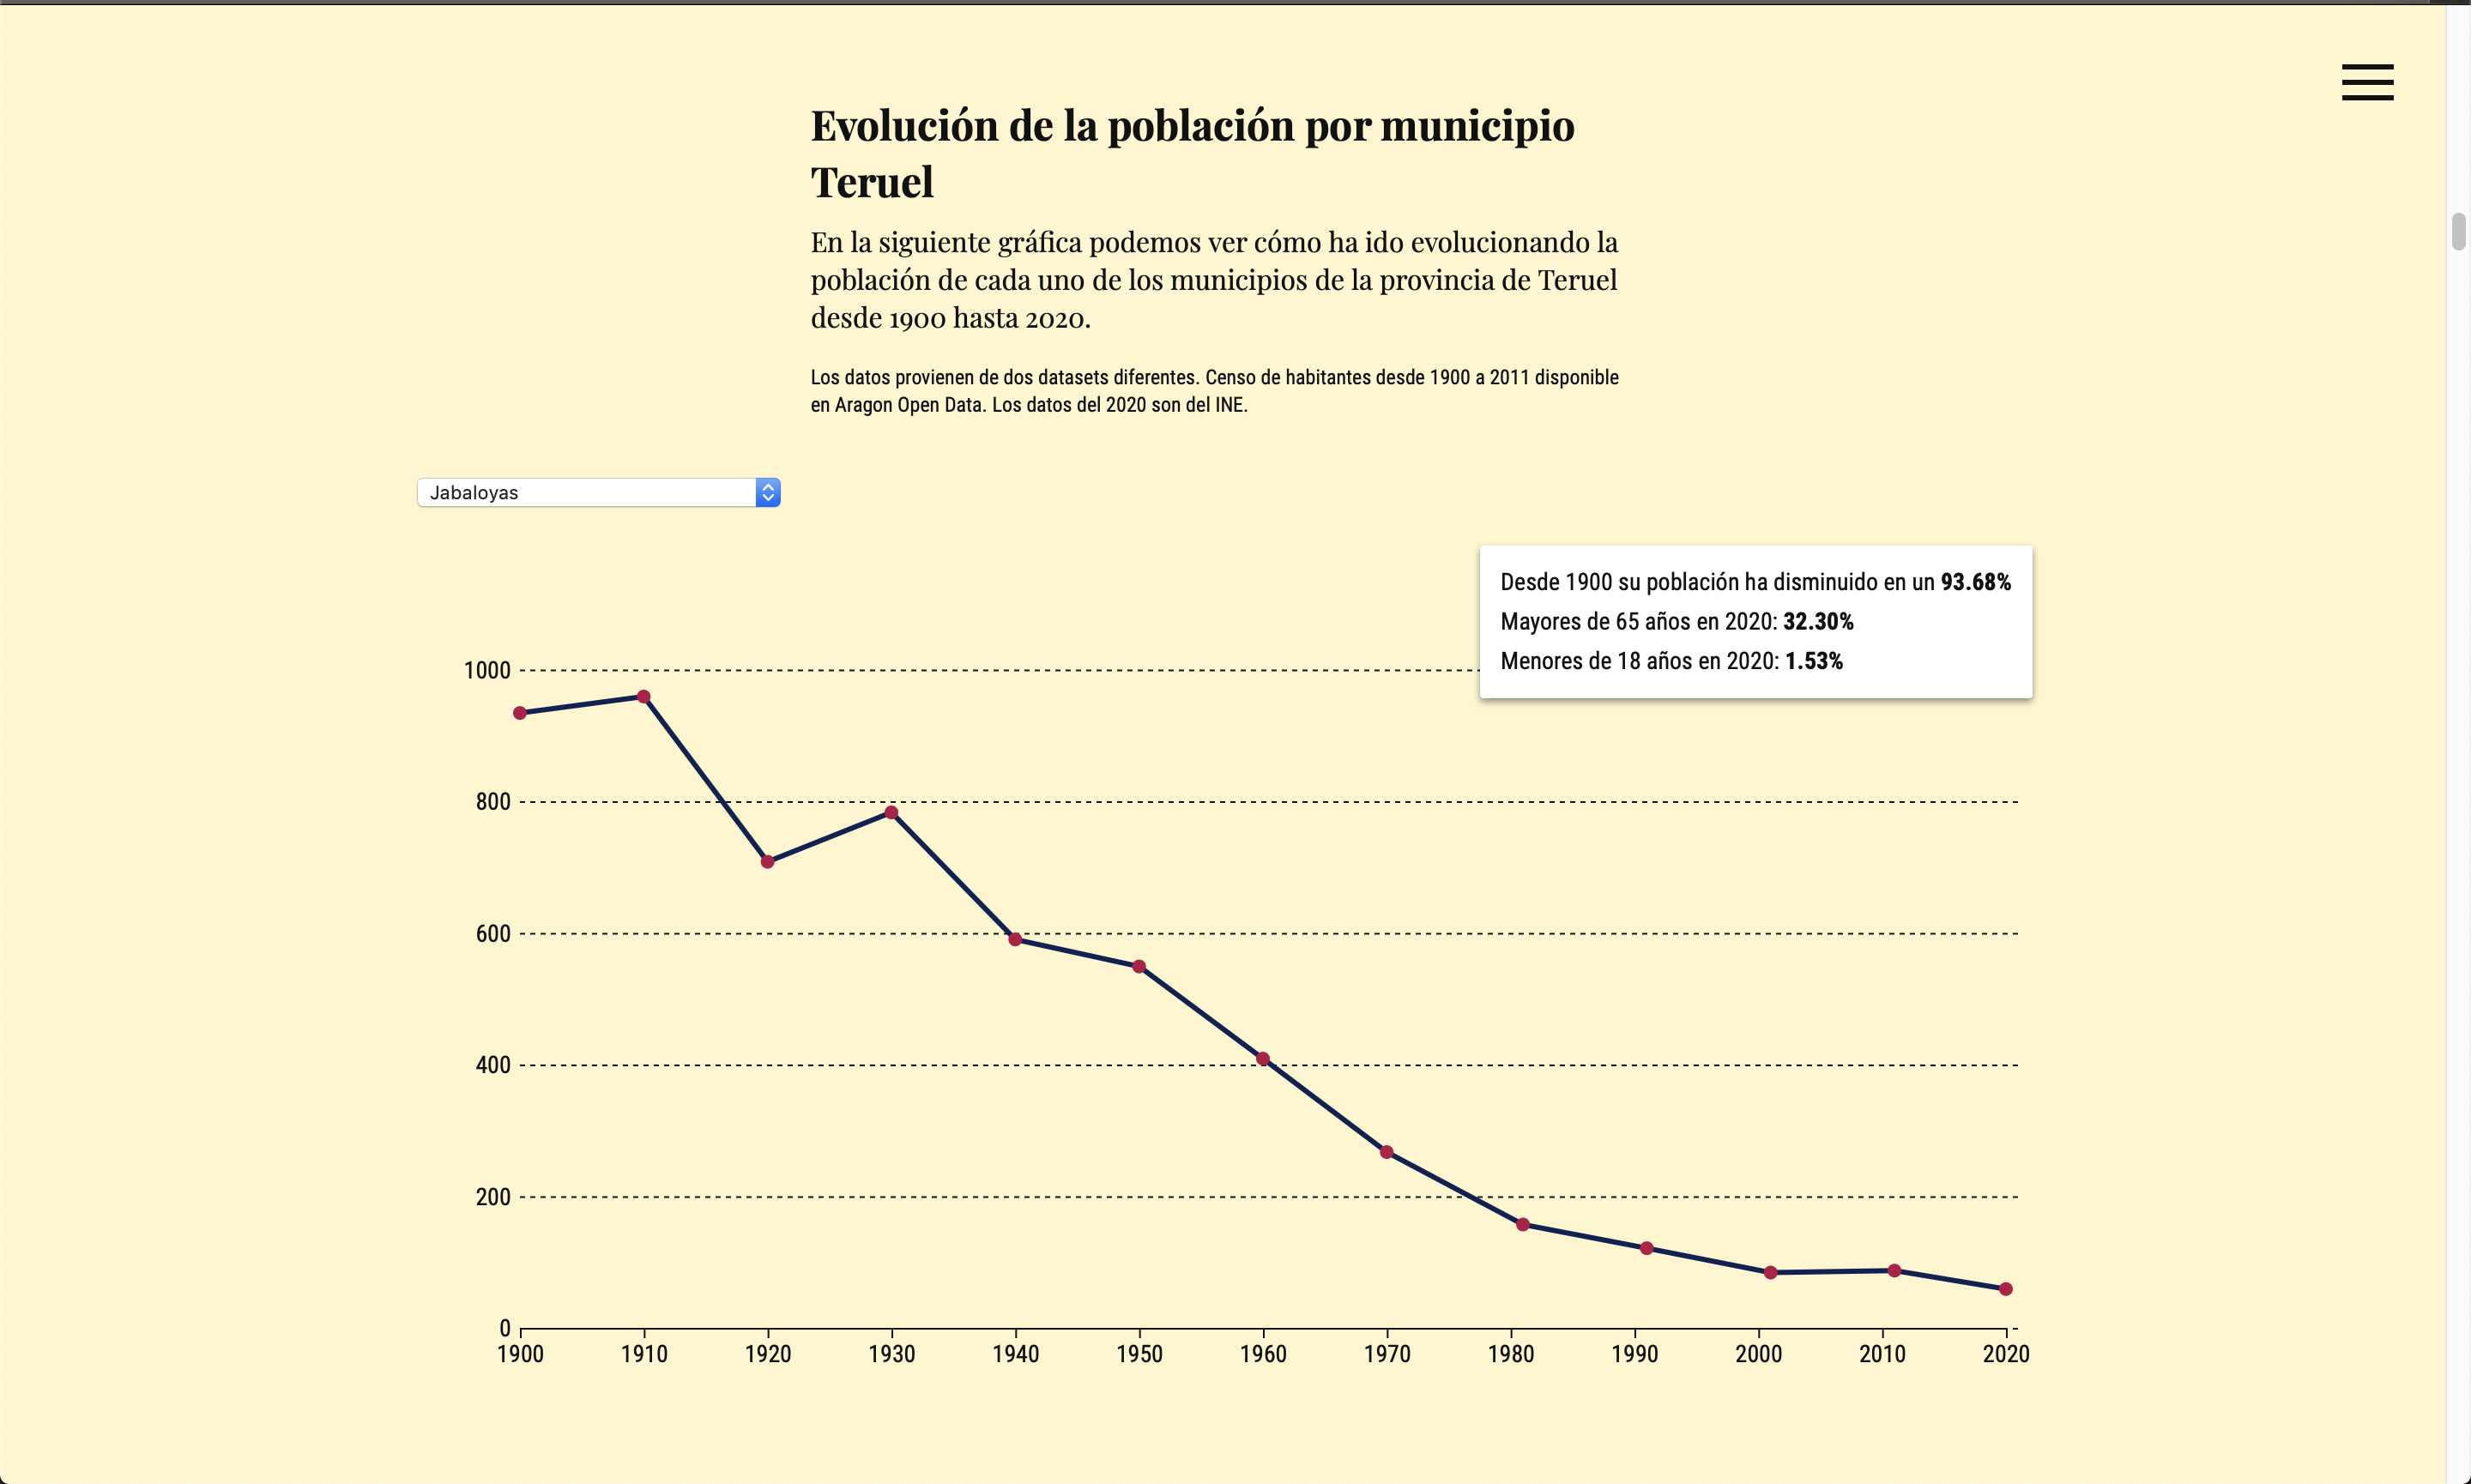 Evolución de la población por municipio
Teruel
En la siguiente gráfica podemos ver cómo ha ido evolucionando la
población de cada uno de los municipios de la provincia de Teruel
desde 1900 hasta 2020.
Los datos provienen de dos datasets diferentes. Censo de habitantes desde 1900 a 2011 disponible
en Aragon Open Data. Los datos del 2020 son del INE.
Jabaloyas
Desde 1900 su población ha disminuido en un 93.68%
Mayores de 65 años en 2020: 32.30%
Menores de 18 años en 2020: 1.53%
1000
800
600
400
200
0
1900 1910 1920 1930 1940 1950 1960 1970 1980 1990 2000 2010 2020